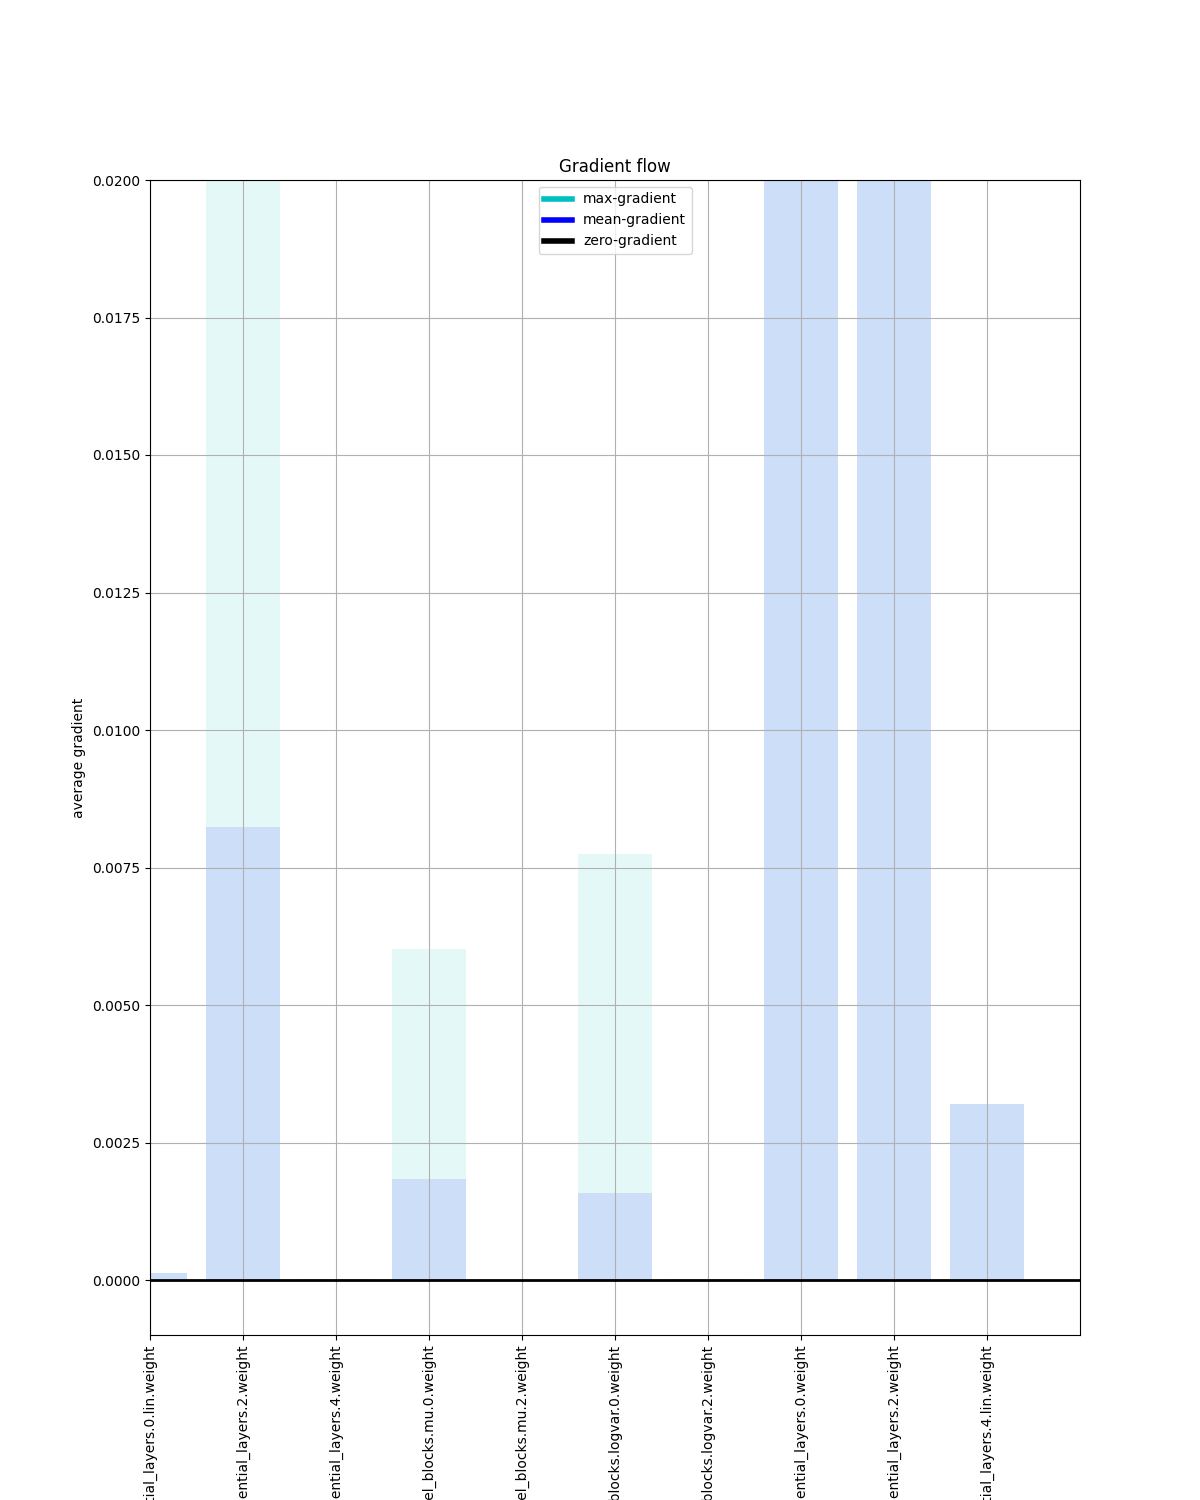 Gradient flow
max-gradient
mean-gradient
zero-gradient
0.0200
0.0175
0.0150
0.0125
0.0100
0.0075
0.0050
0.0025
0.0000
average gradient
tial_layers.0.lin.weight
ential_layers.2.weight
ential_layers.4.weight
el_blocks.mu.0.weight
el_blocks.mu.2.weight
blocks.logvar.0.weight
blocks.logvar.2.weight
ential_layers.0.weight
ential_layers.2.weight
tial_layers.4.lin.weight